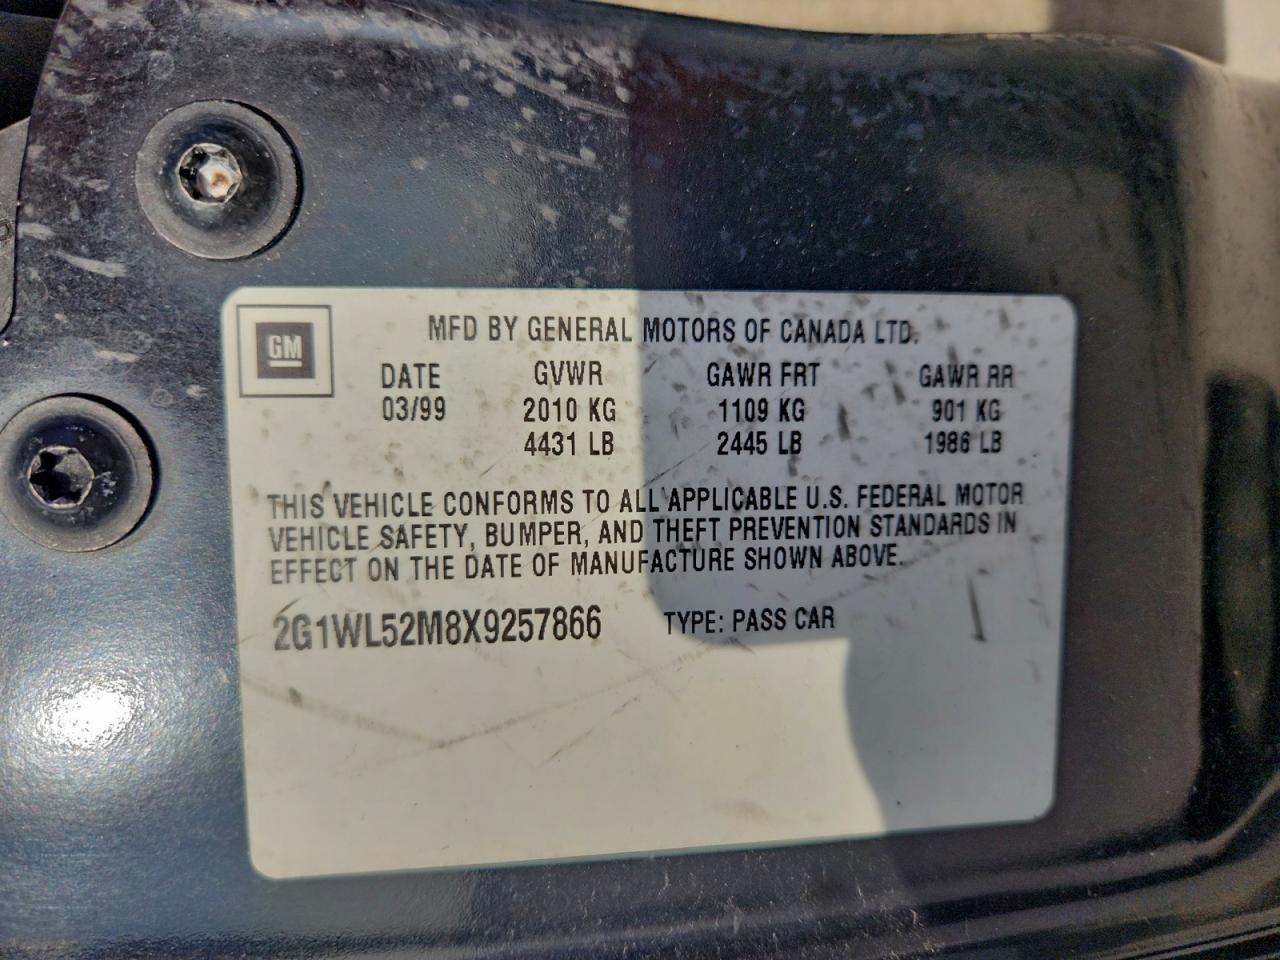 GM
MFD BY GENERAL MOTORS OF CANADA LTD.
DATE GVWR GAWR FRT GAWR RR
03/99 2010 KG 1109 KG 901 KG
4431 LB 2445 LB 1986 LB
THIS VEHICLE CONFORMS TO ALL APPLICABLE U.S. FEDERAL MOTOR
VEHICLE SAFETY, BUMPER, AND THEFT PREVENTION STANDARDS IN
EFFECT ON THE DATE OF MANUFACTURE SHOWN ABOVE.
2G1WL52M8X9257866 TYPE: PASS CAR